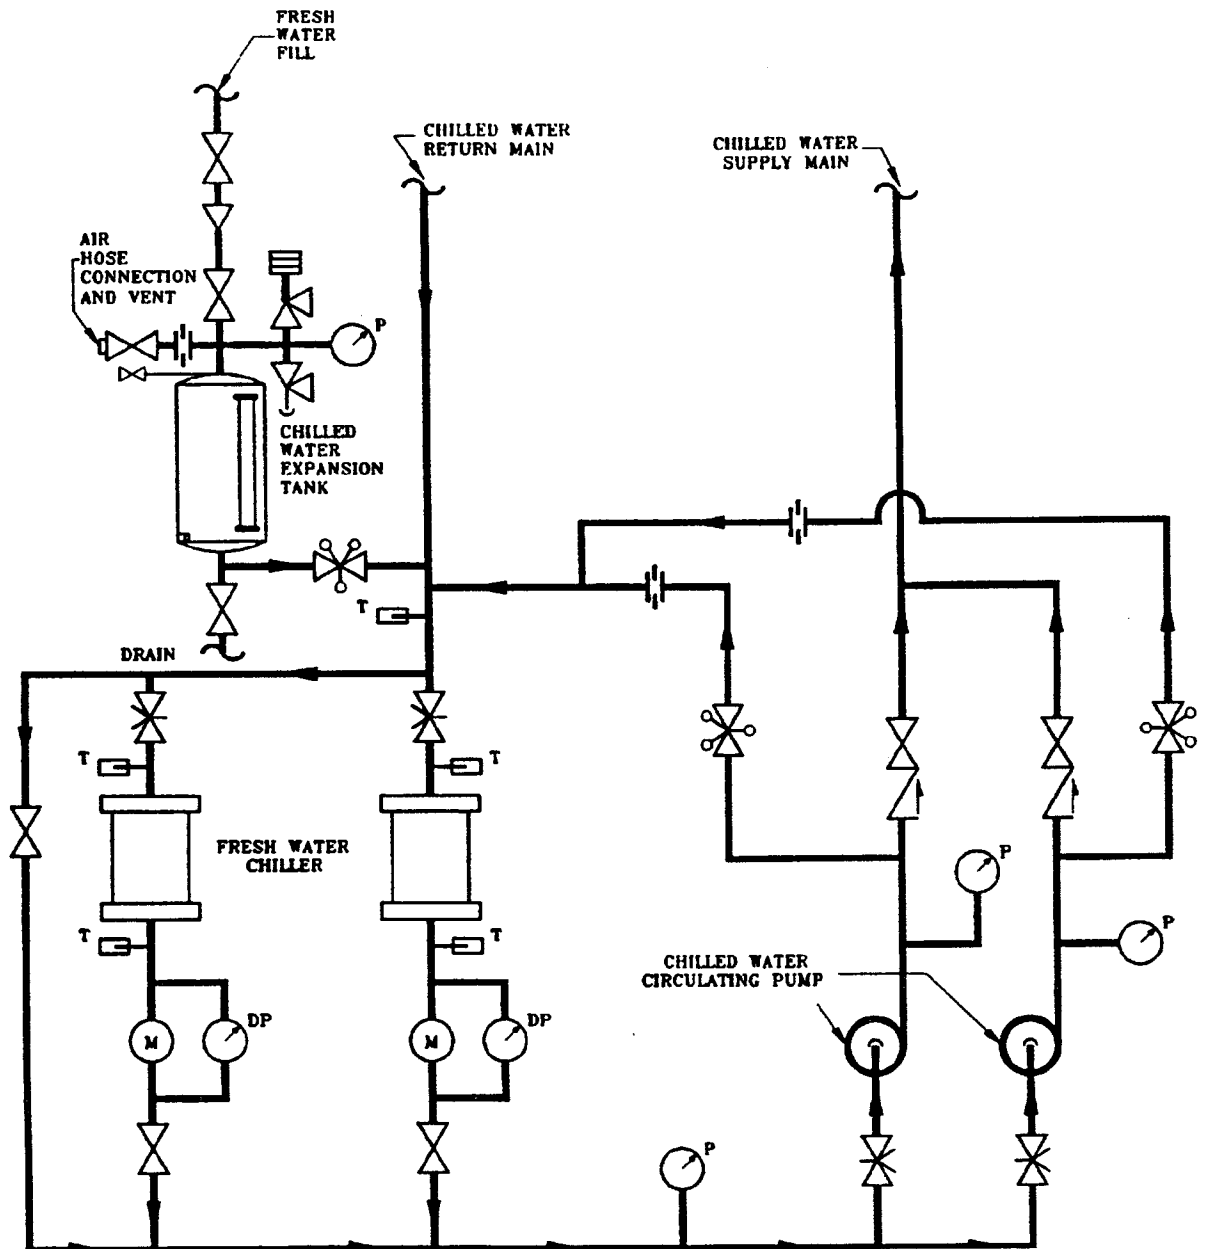 FRESH
WATER
FILL
CHILLED WATER
RETURN MAIN
CHILLED WATER
SUPPLY MAIN
AIR
HOSE
CONNECTION
AND VENT
P
CHILLED
WATER
EXPANSION
TANK
T
DRAIN
T
T
FRESH WATER
CHILLER
P
T
T
P
CHILLED WATER
CIRCULATING PUMP
M
DP
M
DP
P